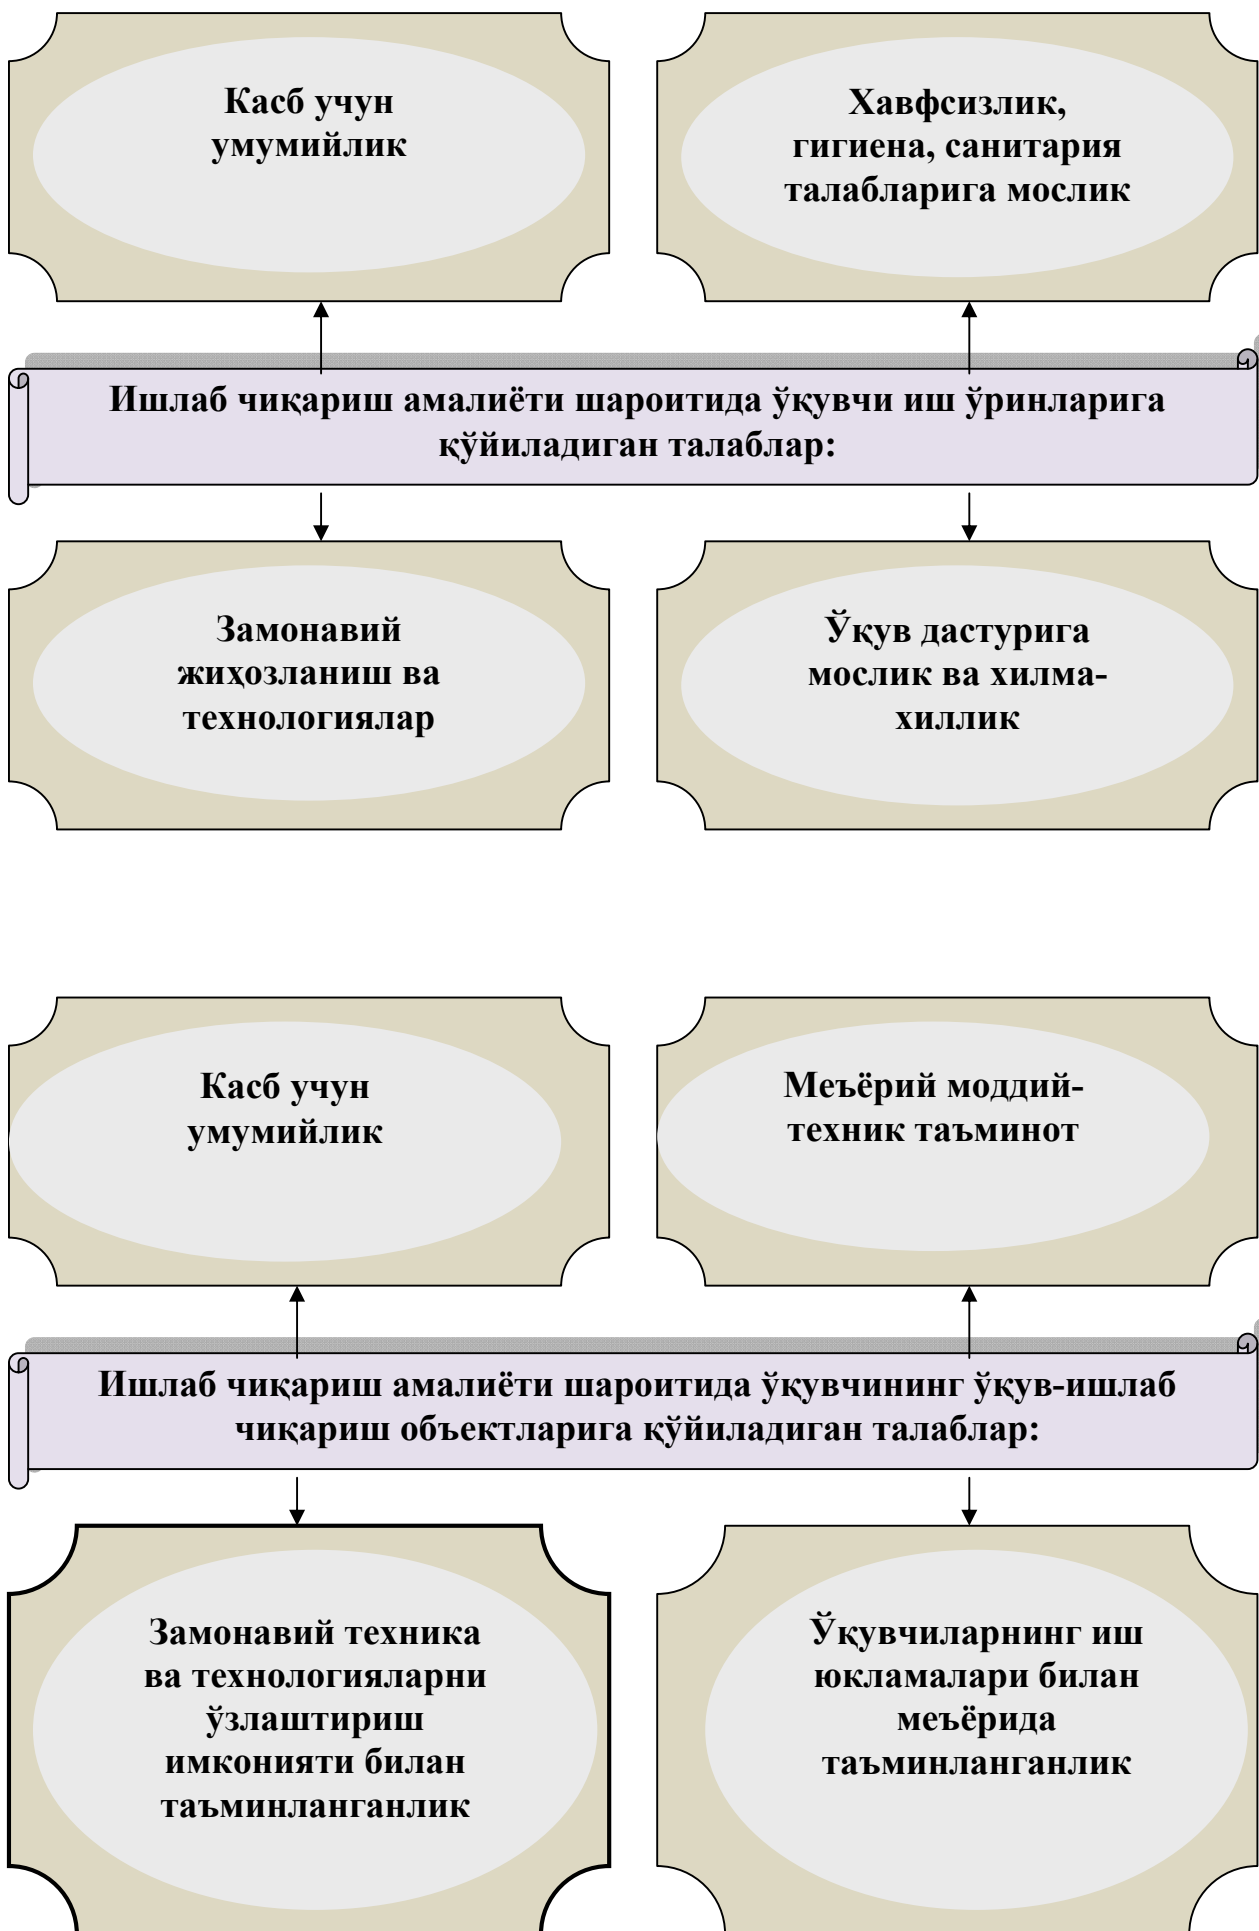 Касб учун
умумийлик
Хавфсизлик,
гигиена, санитария
талабларига мослик
Ишлаб чиқариш амалиёти шароитида ўқувчи иш ўринларига
қўйиладиган талаблар:
Замонавий
жиҳозланиш ва
технологиялар
Ўқув дастурига
мослик ва хилма-
хиллик
Касб учун
умумийлик
Меъёрий моддий-
техник таъминот
Ишлаб чиқариш амалиёти шароитида ўқувчининг ўқув-ишлаб
чиқариш объектларига қўйиладиган талаблар:
Замонавий техника
ва технологияларни
ўзлаштириш
имконияти билан
таъминланганлик
Ўқувчиларнинг иш
юкламалари билан
меъёрида
таъминланганлик